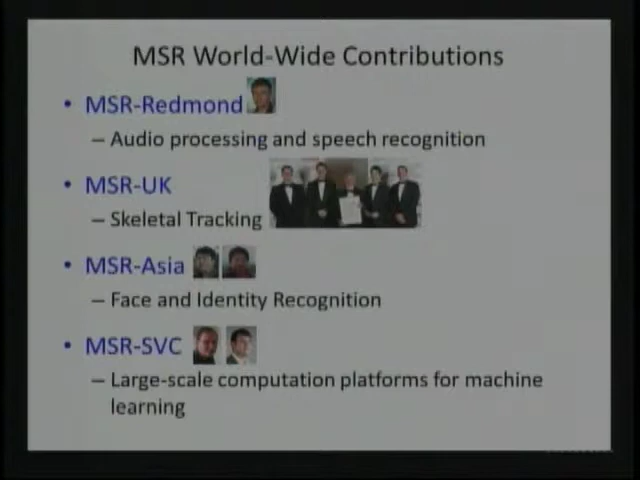 MSR World-Wide Contributions
• MSR-Redmond
– Audio processing and speech recognition
• MSR-UK
– Skeletal Tracking
• MSR-Asia
– Face and Identity Recognition
• MSR-SVC
– Large-scale computation platforms for machine
learning